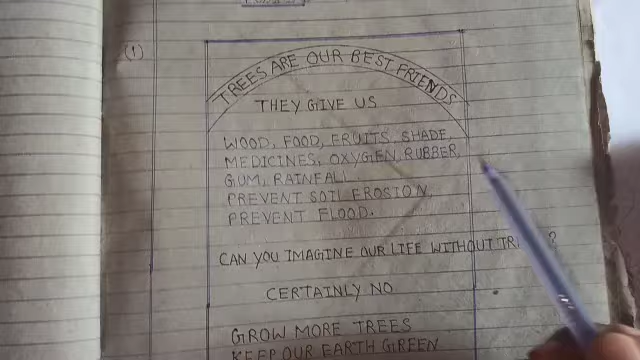 (1)
TREES ARE OUR BEST FRIENDS
THEY GIVE US
WOOD, FOOD, FRUITS, SHADE,
MEDICINES, OXYGEN, RUBBER,
GUM, RAINFALL
PREVENT SOIL EROSION
PREVENT FLOOD.
CAN YOU IMAGINE OUR LIFE WITHOUT ?
CERTAINLY NO
GROW MORE TREES
KEEP OUR EARTH GREEN